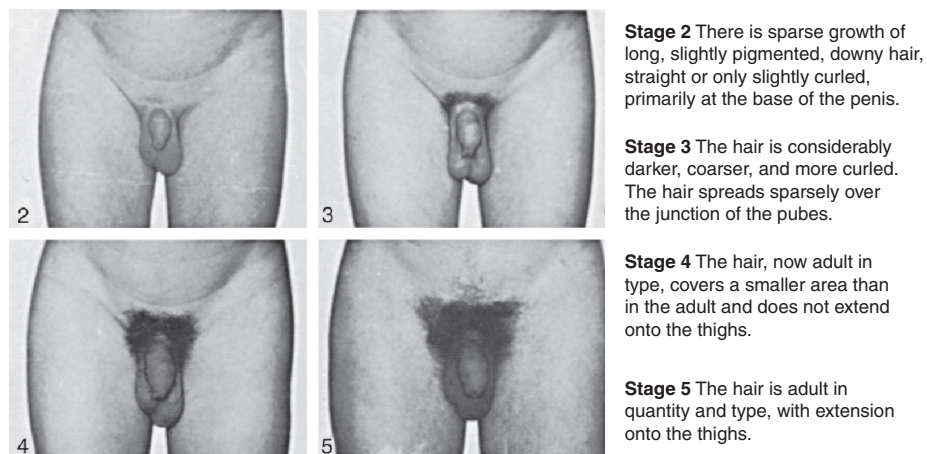 Stage 2 There is sparse growth of
long, slightly pigmented, downy hair,
straight or only slightly curled,
primarily at the base of the penis.
Stage 3 The hair is considerably
darker, coarser, and more curled.
The hair spreads sparsely over
the junction of the pubes.
Stage 4 The hair, now adult in
type, covers a smaller area than
in the adult and does not extend
onto the thighs.
Stage 5 The hair is adult in
quantity and type, with extension
onto the thighs.
2
3
4
5